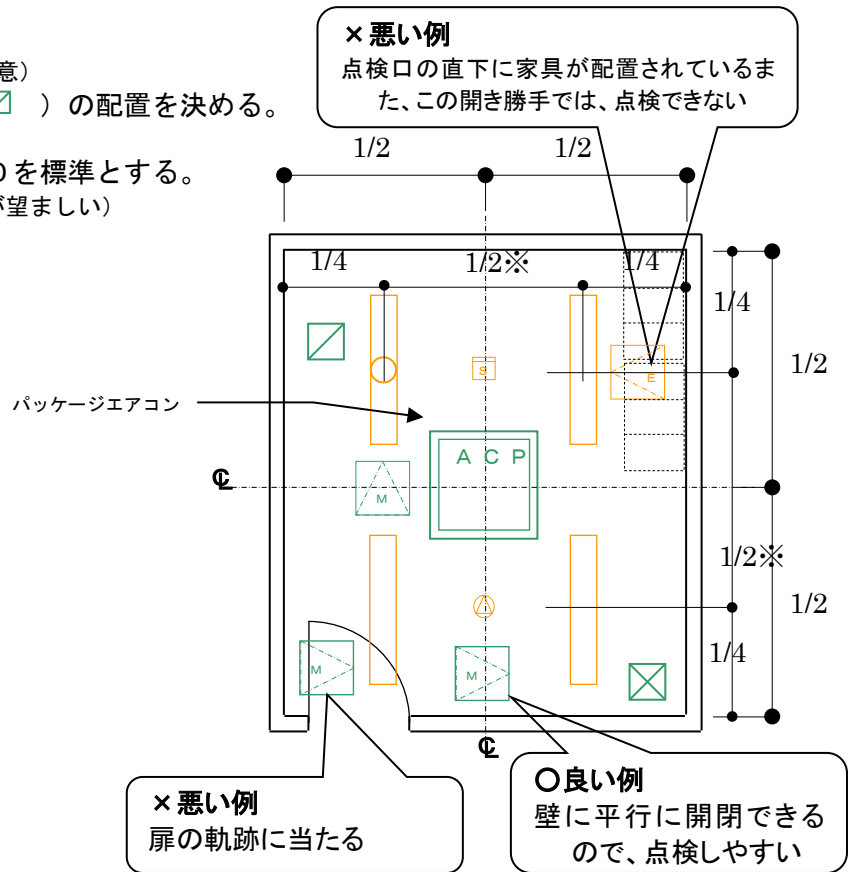 ×悪い例
点検口の直下に家具が配置されているま
た、この開き勝手では、点検できない
意）
）の配置を決める。
を標準とする。
望ましい）
1/2
1/2
1/4
1/2※
1/4
1/4
1/2
S
E
パッケージエアコン
ACP
℄
M
1/2※
1/2
1/4
M
M
℄
×悪い例
扉の軌跡に当たる
○良い例
壁に平行に開閉できる
ので、点検しやすい